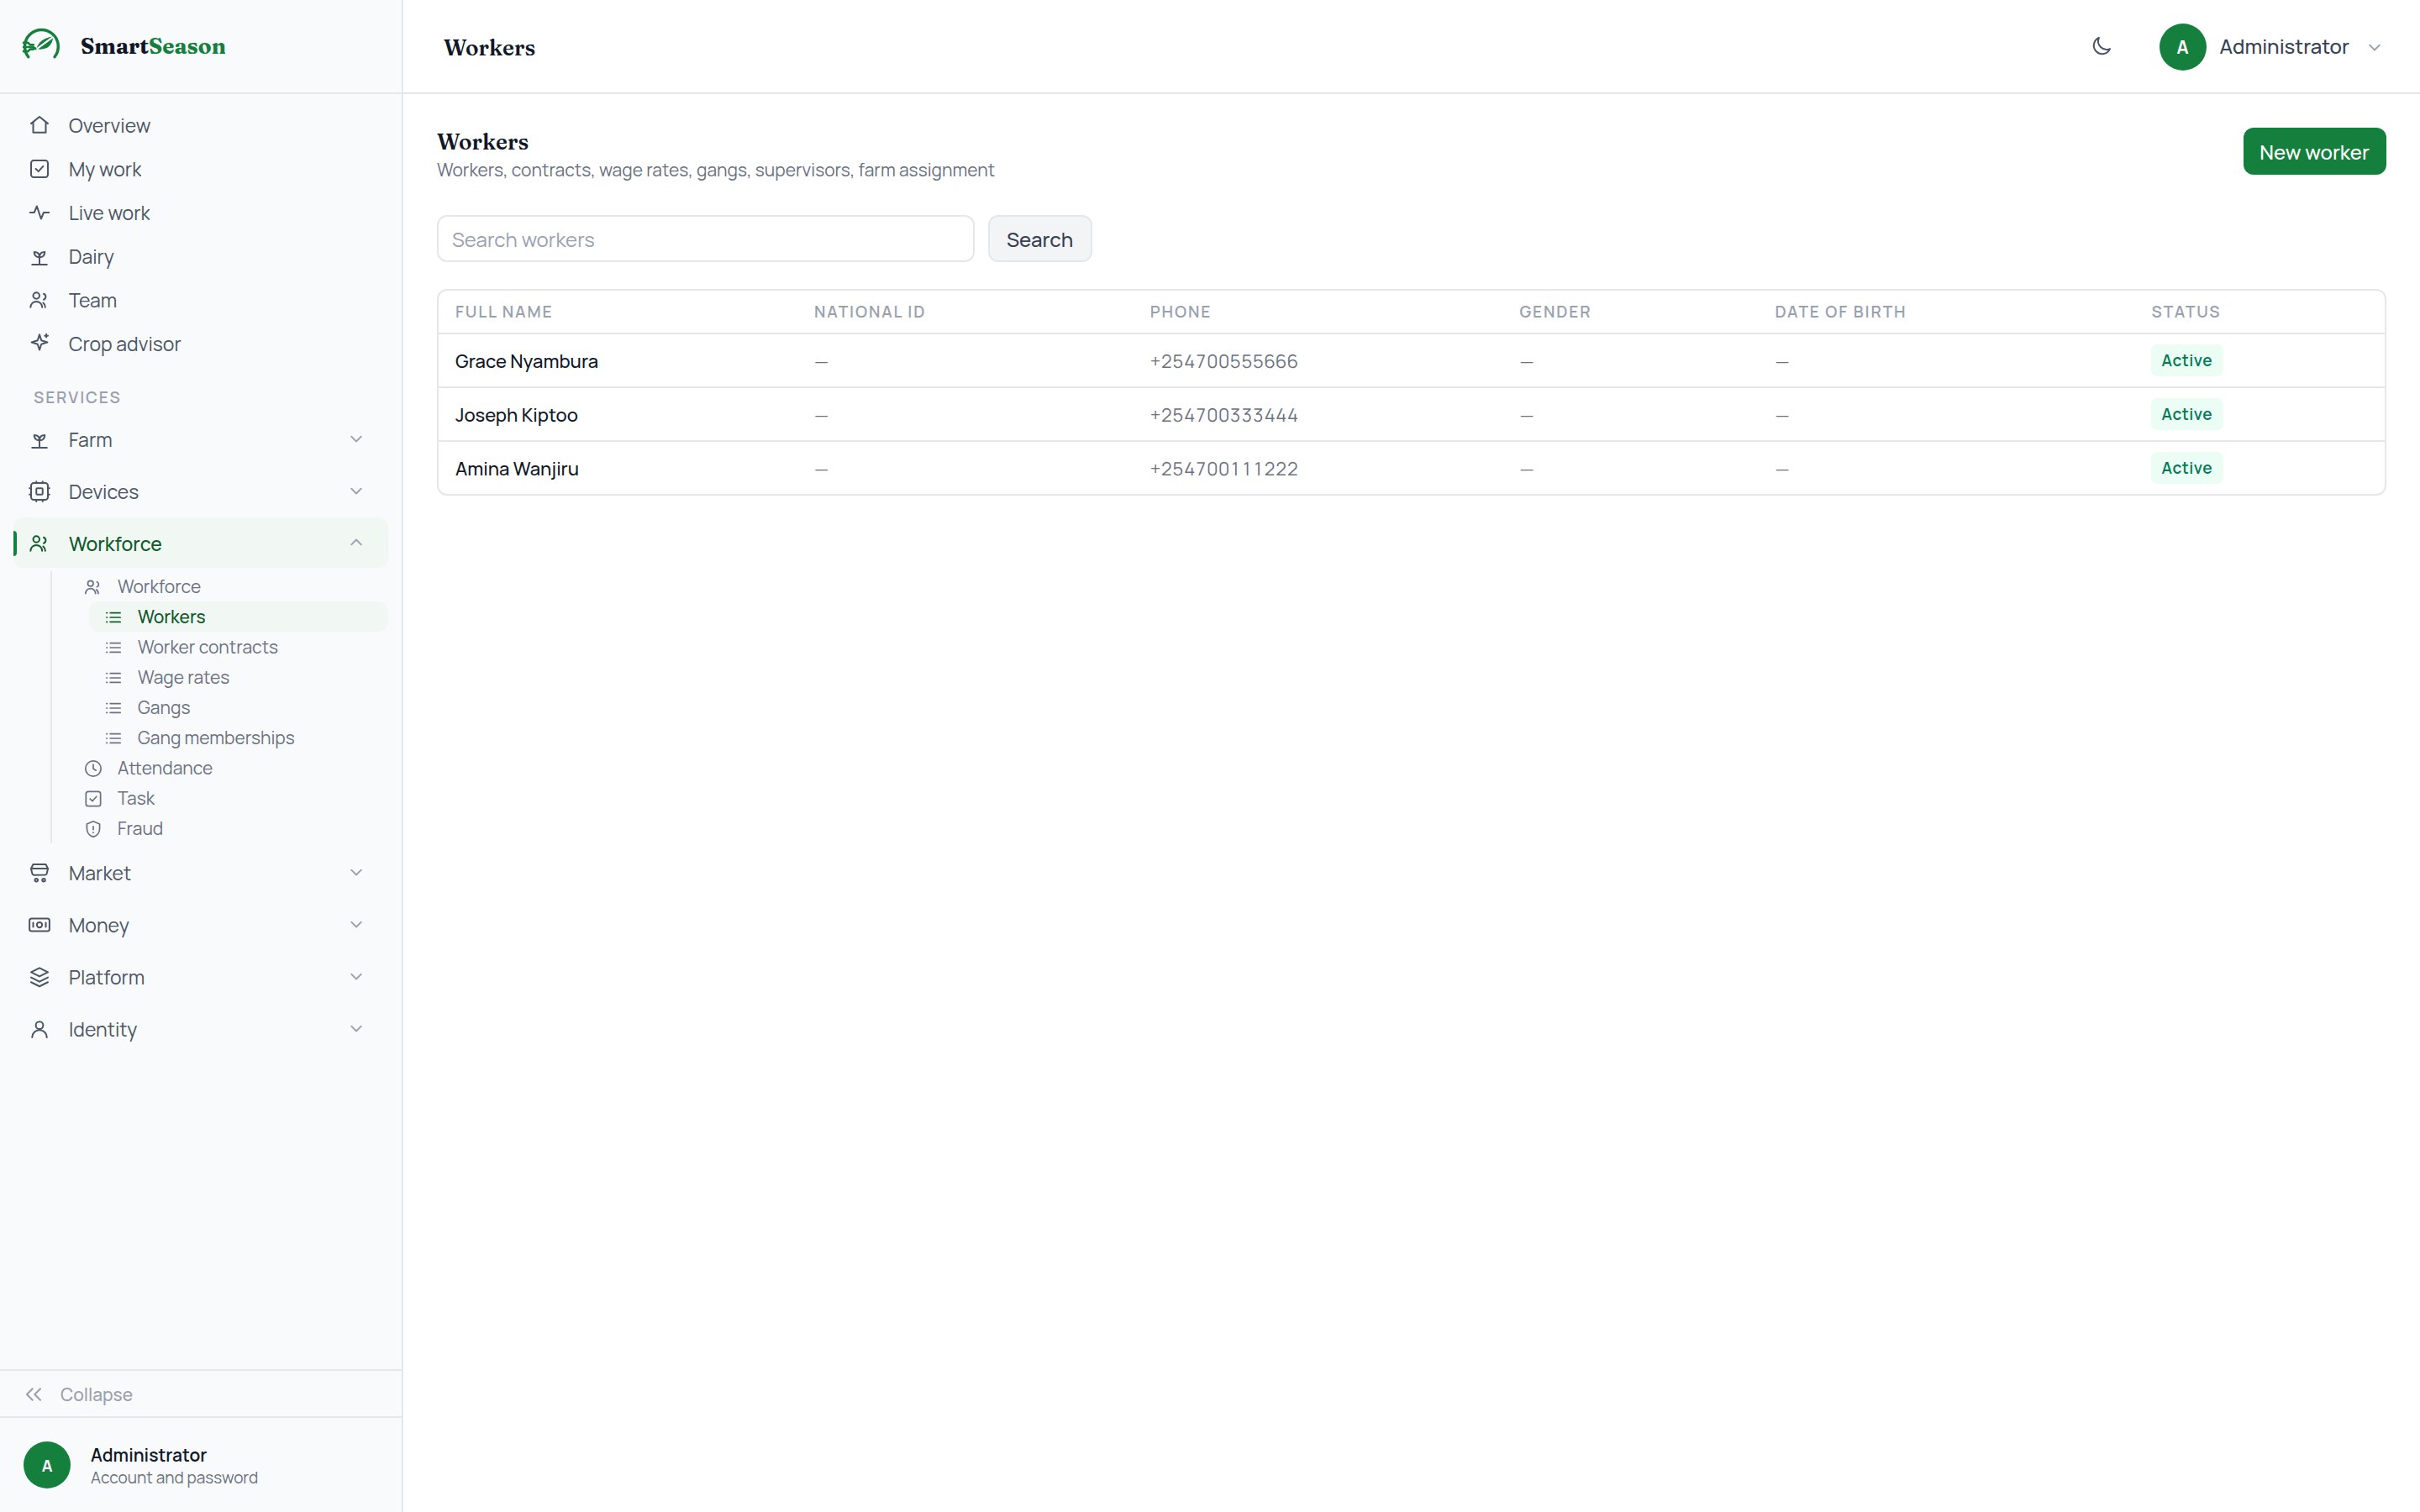 SmartSeason
Workers
A
Administrator
Overview
My work
Live work
Dairy
Team
Crop advisor
SERVICES
Farm
Devices
Workforce
Workforce
Workers
Worker contracts
Wage rates
Gangs
Gang memberships
Attendance
Task
Fraud
Market
Money
Platform
Identity
Collapse
A
Administrator
Account and password
Workers
Workers, contracts, wage rates, gangs, supervisors, farm assignment
New worker
Search workers
Search
FULL NAME NATIONAL ID PHONE GENDER DATE OF BIRTH STATUS
Grace Nyambura — +254700555666 — — Active
Joseph Kiptoo — +254700333444 — — Active
Amina Wanjiru — +254700111222 — — Active